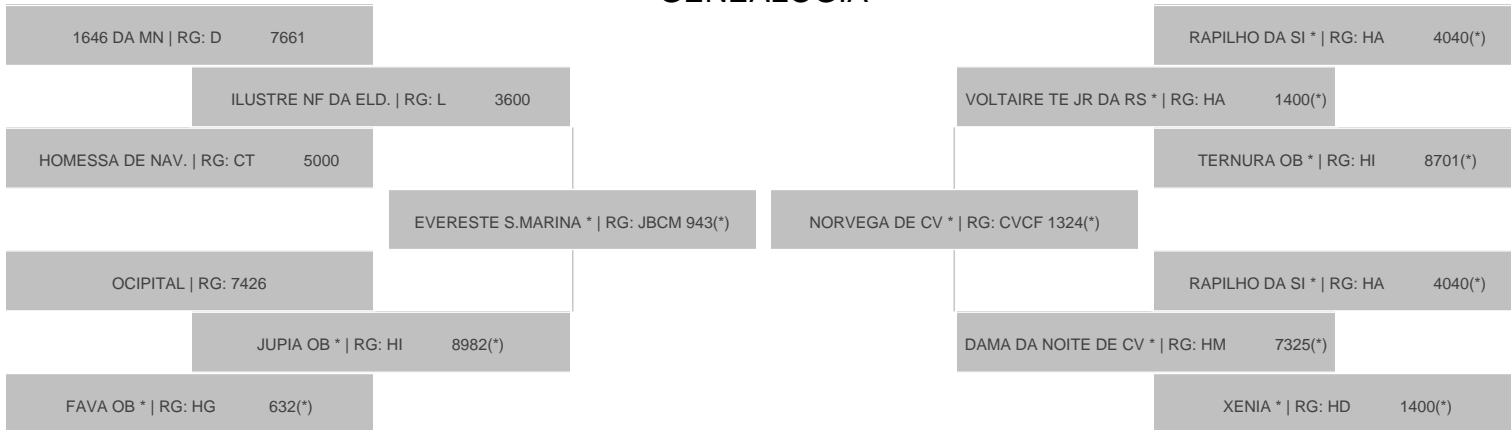 GENEALOGIA
1646 DA MN | RG: D 7661
RAPILHO DA SI * | RG: HA 4040(*)
ILUSTRE NF DA ELD. | RG: L 3600
VOLTAIRE TE JR DA RS * | RG: HA 1400(*)
HOMESSA DE NAV. | RG: CT 5000
TERNURA OB * | RG: HI 8701(*)
EVERESTE S.MARINA * | RG: JBCM 943(*)
NORVEGA DE CV * | RG: CVCF 1324(*)
OCIPITAL | RG: 7426
RAPILHO DA SI * | RG: HA 4040(*)
JUPIA OB * | RG: HI 8982(*)
DAMA DA NOITE DE CV * | RG: HM 7325(*)
FAVA OB * | RG: HG 632(*)
XENIA * | RG: HD 1400(*)